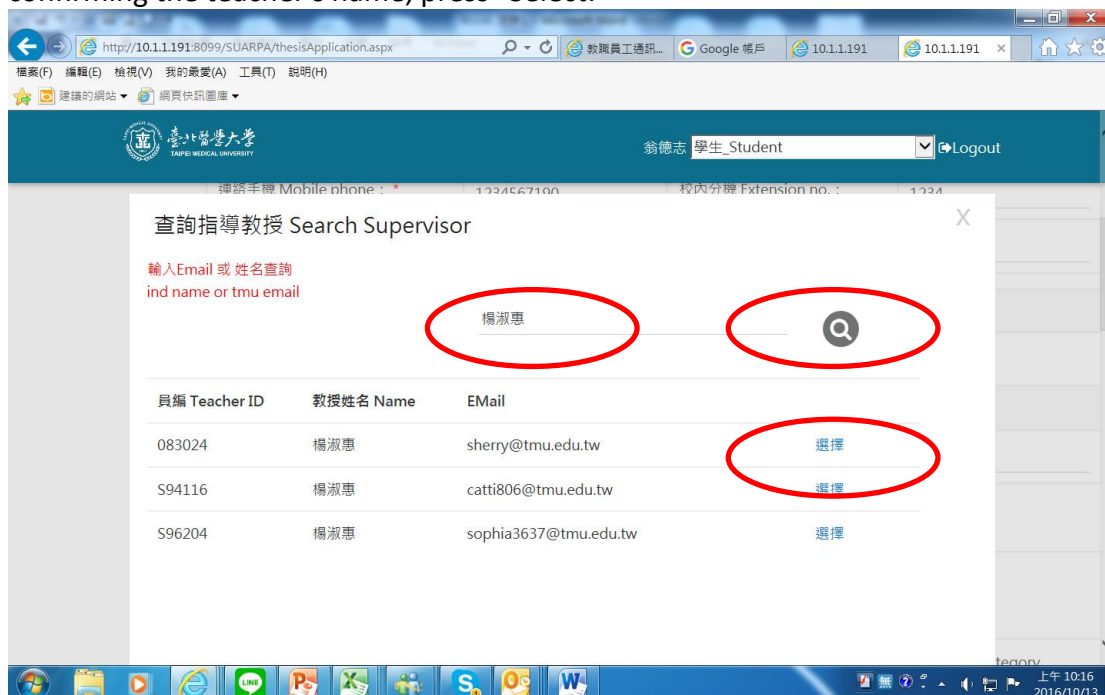 confirming the teacher's name, press "Select."
http://10.1.1.191:8099/SUARPA/thesisApplication.aspx
教職員工通訊...
Google 帳戶
10.1.1.191
10.1.1.191
檔案(F) 編輯(E) 檢視(V) 我的最愛(A) 工具(T) 說明(H)
建議的網站 網頁快訊圖庫
臺北醫學大學
TAIPEI MEDICAL UNIVERSITY
翁德志 學生_Student Logout
連絡手機 Mobile phone : * 1234567190 校內分機 Extension no. : 1234
查詢指導教授 Search Supervisor X
輸入Email 或 姓名查詢
ind name or tmu email
楊淑惠
員編 Teacher ID 教授姓名 Name EMail
083024 楊淑惠 sherry@tmu.edu.tw 選擇
S94116 楊淑惠 catti806@tmu.edu.tw 選擇
S96204 楊淑惠 sophia3637@tmu.edu.tw 選擇
tegory
LINE
上午 10:16
2016/10/13